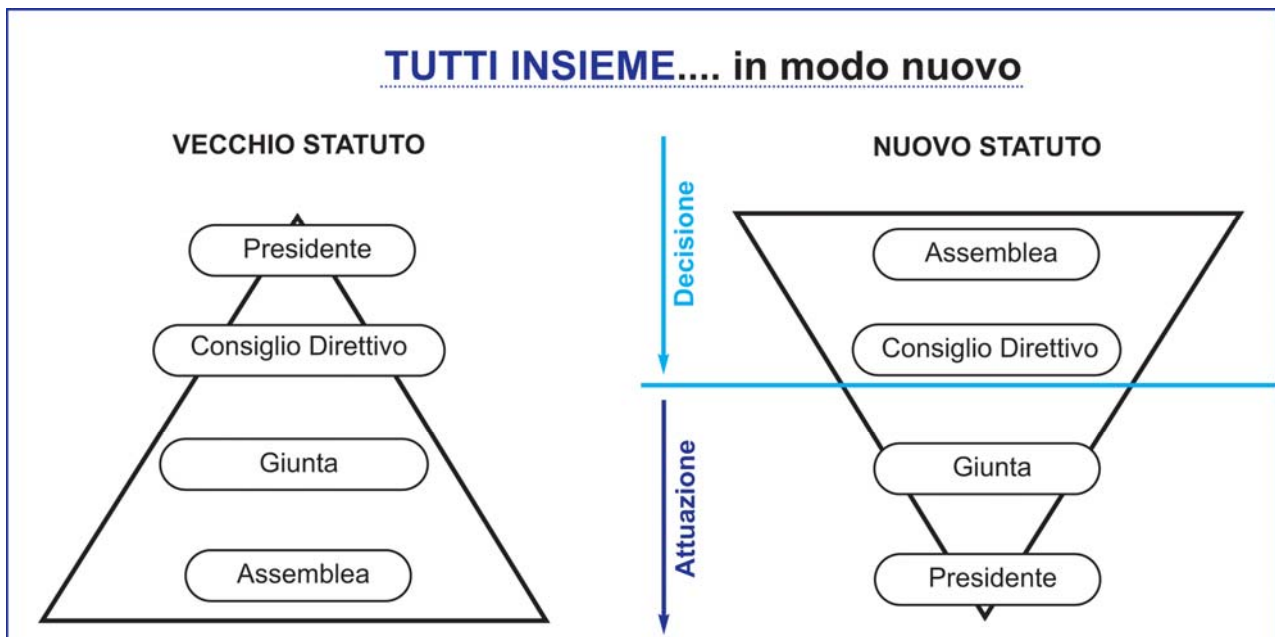 TUTTI INSIEME.... in modo nuovo
VECCHIO STATUTO
Presidente
Consiglio Direttivo
Giunta
Assemblea
Decisione
Attuazione
NUOVO STATUTO
Assemblea
Consiglio Direttivo
Giunta
Presidente